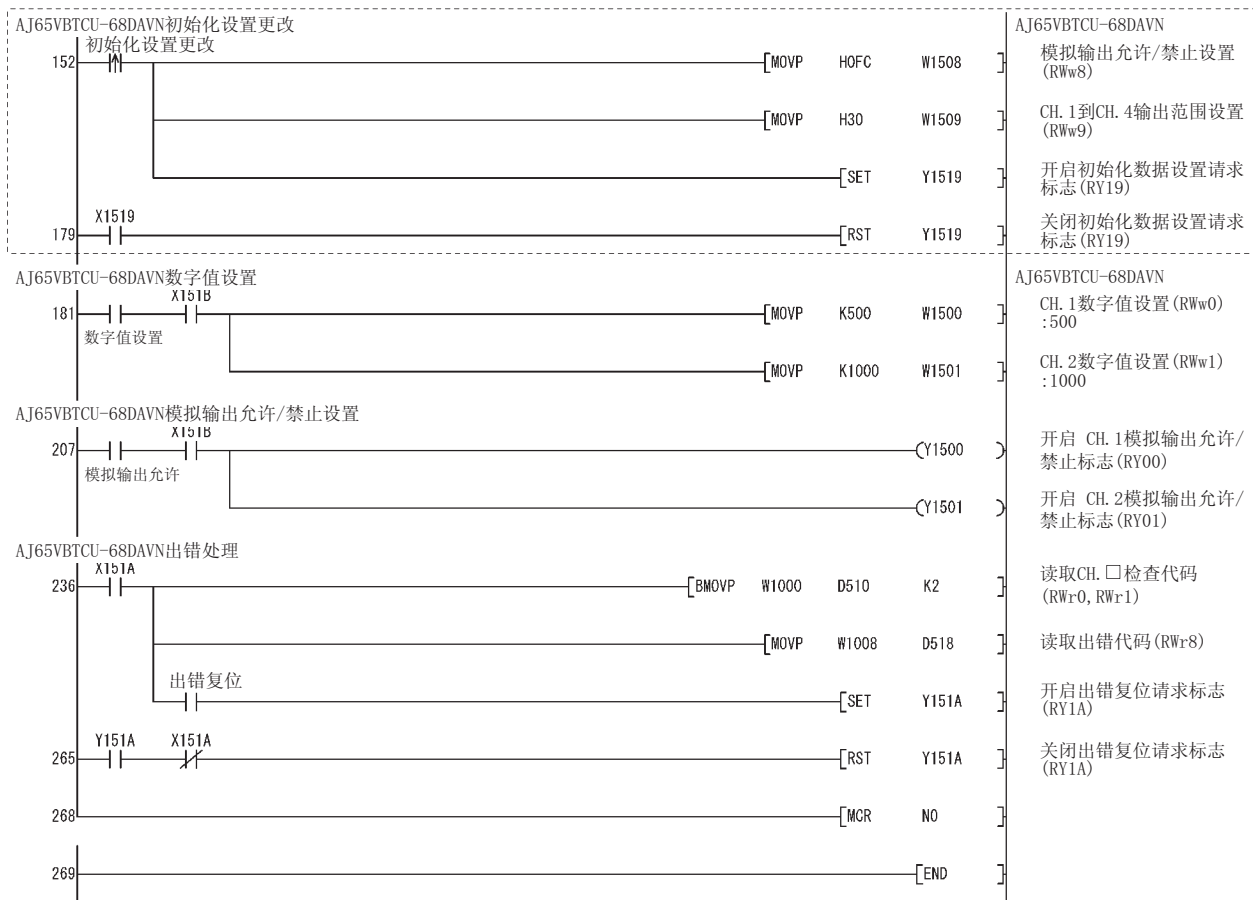 AJ65VBTCU-68DAVN初始化设置更改
AJ65VBTCU-68DAVN
初始化设置更改
152
[MOVP H0FC W1508]
模拟输出允许/禁止设置
(RWw8)
[MOVP H30 W1509]
CH.1到CH.4输出范围设置
(RWw9)
[SET Y1519]
开启初始化数据设置请求
标志(RY19)
X1519
179
[RST Y1519]
关闭初始化数据设置请求
标志(RY19)
AJ65VBTCU-68DAVN数字值设置
AJ65VBTCU-68DAVN
X151B
181
数字值设置
[MOVP K500 W1500]
CH.1数字值设置(RWw0)
:500
[MOVP K1000 W1501]
CH.2数字值设置(RWw1)
:1000
AJ65VBTCU-68DAVN模拟输出允许/禁止设置
X151B
207
模拟输出允许
(Y1500)
开启 CH.1模拟输出允许/
禁止标志(RY00)
(Y1501)
开启 CH.2模拟输出允许/
禁止标志(RY01)
AJ65VBTCU-68DAVN出错处理
X151A
236
[BMOVP W1000 D510 K2]
读取CH.□检查代码
(RWr0,RWr1)
[MOVP W1008 D518]
读取出错代码(RWr8)
出错复位
[SET Y151A]
开启出错复位请求标志
(RY1A)
Y151A X151A
265
[RST Y151A]
关闭出错复位请求标志
(RY1A)
268
[MCR N0]
269
[END]